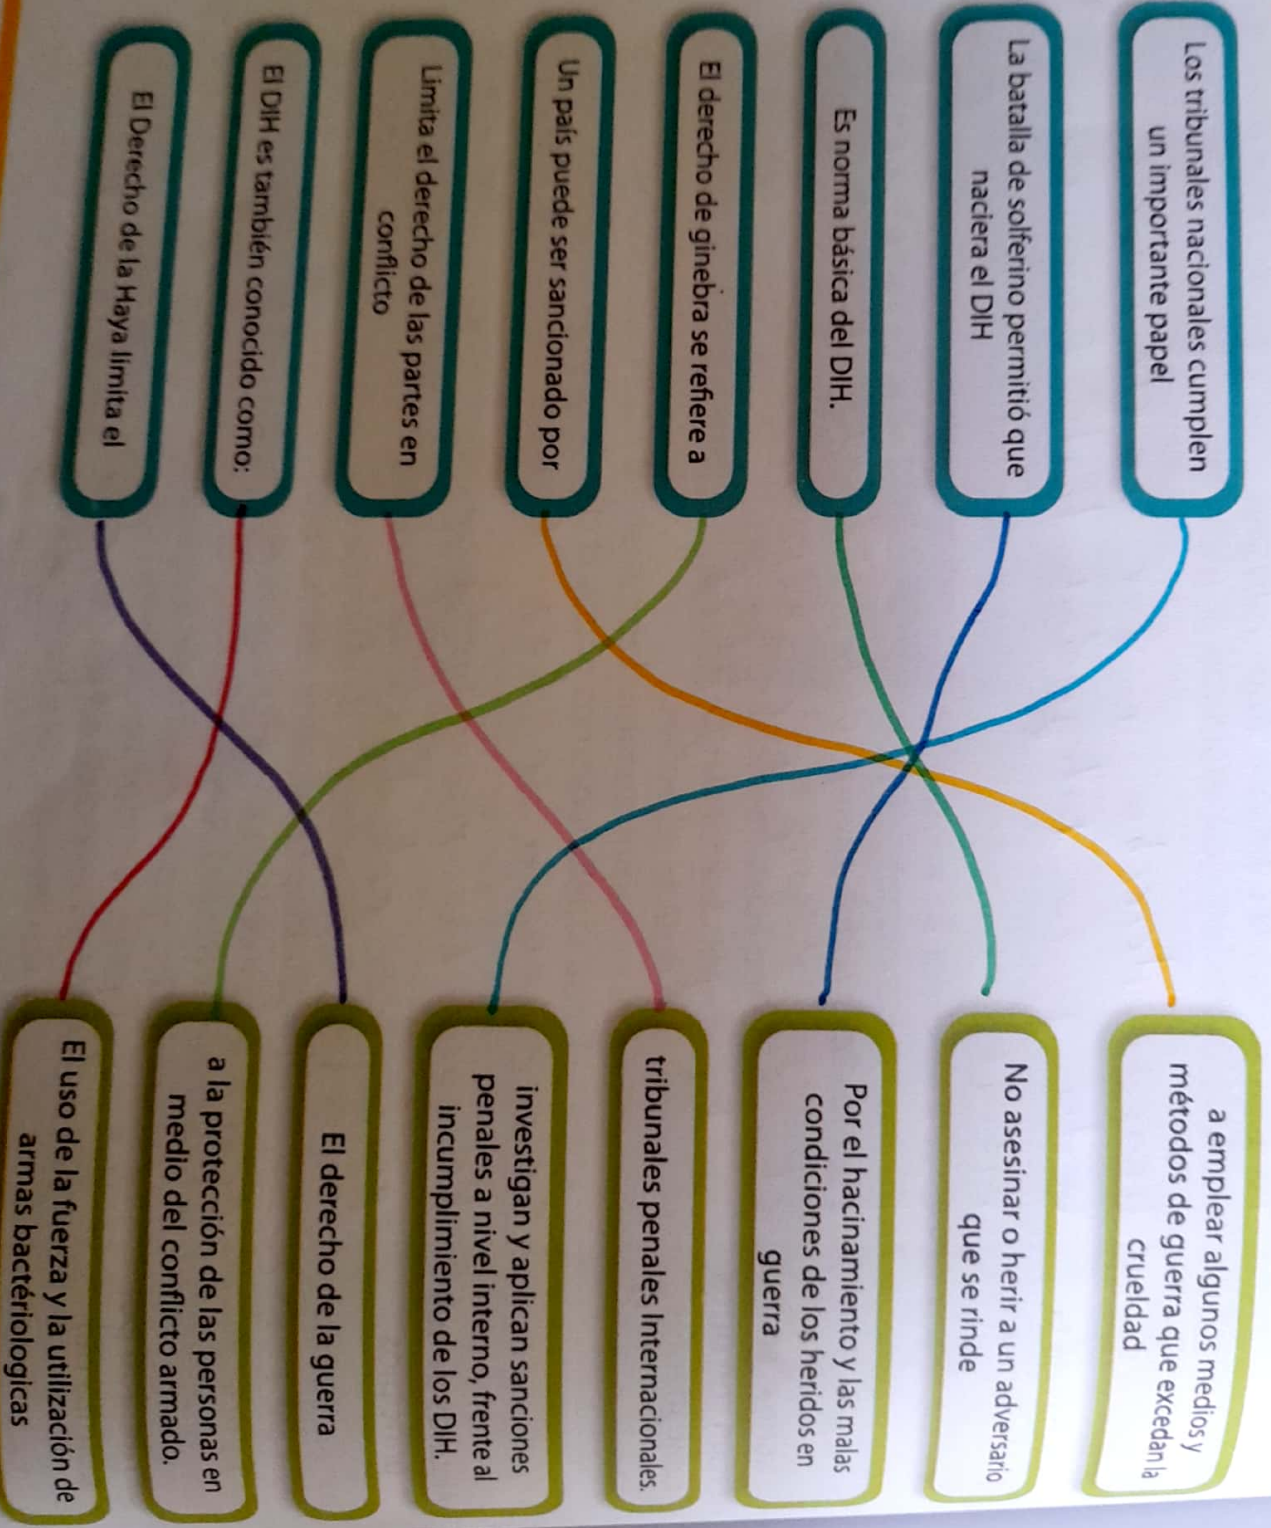 Los tribunales nacionales cumplen
un importante papel
La batalla de solferino permitió que
naciera el DIH
Es norma básica del DIH.
El derecho de ginebra se refiere a
Un país puede ser sancionado por
Limita el derecho de las partes en
conflicto
El DIH es también conocido como:
El Derecho de la Haya limita el
a emplear algunos medios y
métodos de guerra que excedan la
crueldad
No asesinar o herir a un adversario
que se rinde
Por el hacinamiento y las malas
condiciones de los heridos en
guerra
tribunales penales Internacionales.
investigan y aplican sanciones
penales a nivel interno, frente al
incumplimiento de los DIH.
El derecho de la guerra
a la protección de las personas en
medio del conflicto armado.
El uso de la fuerza y la utilización de
armas bactériologicas